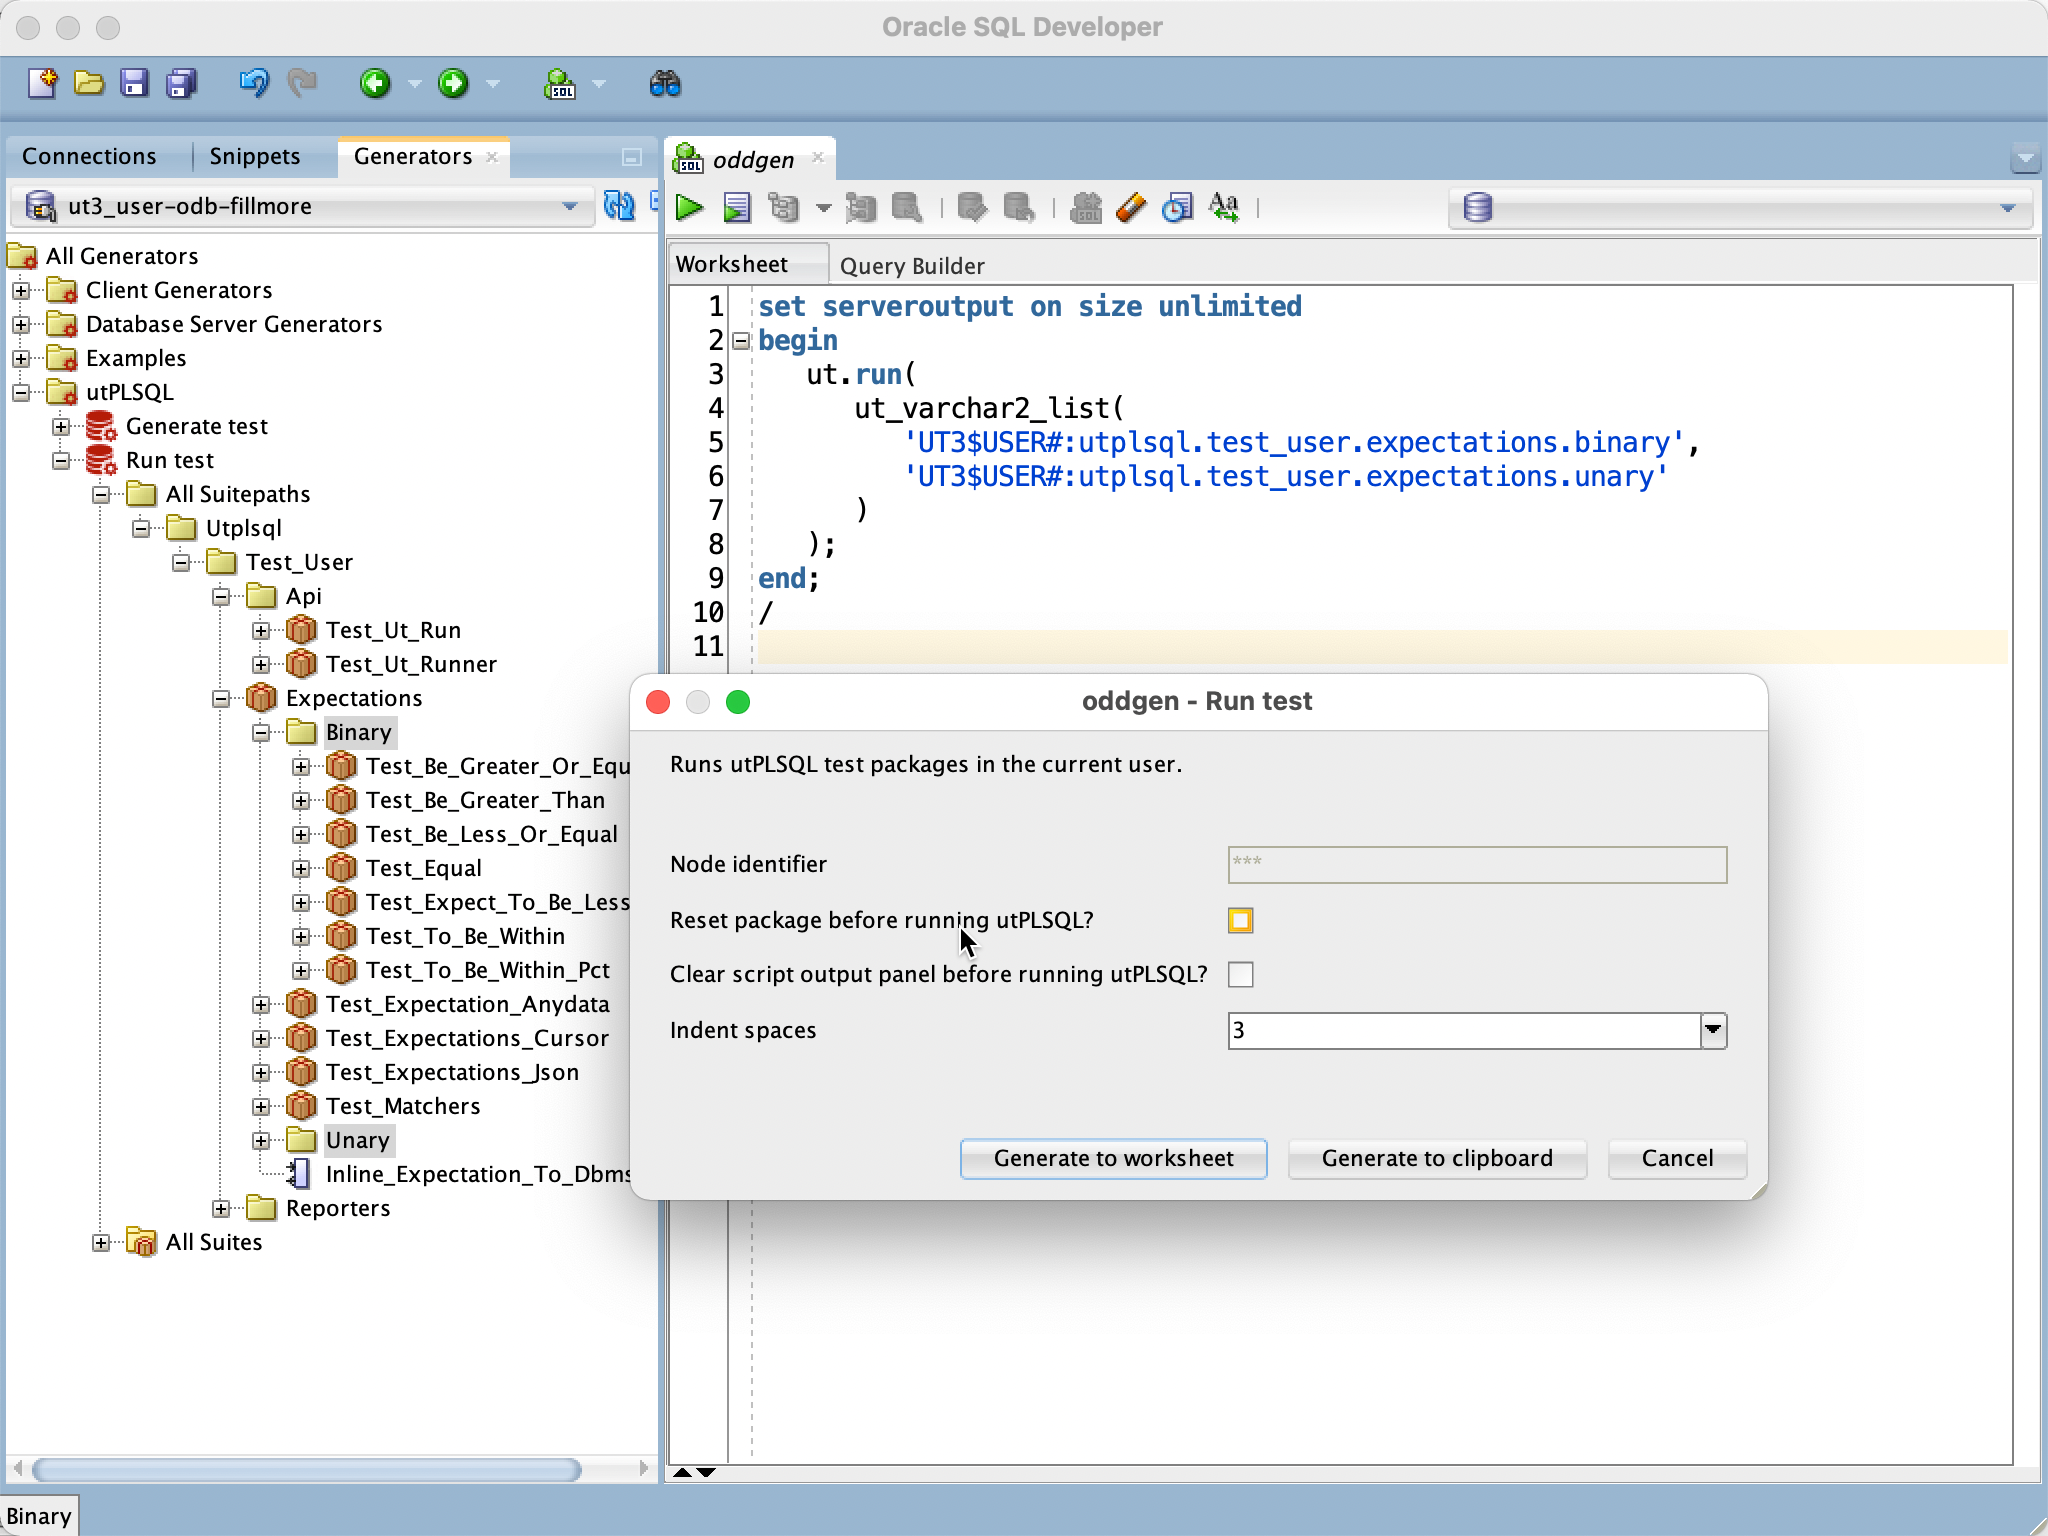 Oracle SQL Developer
Connections
Snippets
Generators
ut3_user-odb-fillmore
All Generators
Client Generators
Database Server Generators
Examples
utPLSQL
Generate test
Run test
All Suitepaths
Utplsql
Test_User
Api
Test_Ut_Run
Test_Ut_Runner
Expectations
Binary
Test_Be_Greater_Or_Equ
Test_Be_Greater_Than
Test_Be_Less_Or_Equal
Test_Equal
Test_Expect_To_Be_Less
Test_To_Be_Within
Test_To_Be_Within_Pct
Test_Expectation_Anydata
Test_Expectations_Cursor
Test_Expectations_Json
Test_Matchers
Unary
Inline_Expectation_To_Dbms
Reporters
All Suites
Binary
SQL
SQL oddgen
SQL Aa
Worksheet
Query Builder
1 set serveroutput on size unlimited
2 begin
3 ut.run(
4 ut_varchar2_list(
5 'UT3$USER#:utplsql.test_user.expectations.binary',
6 'UT3$USER#:utplsql.test_user.expectations.unary'
7 )
8 );
9 end;
10 /
11
oddgen - Run test
Runs utPLSQL test packages in the current user.
Node identifier ***
Reset package before running utPLSQL?
Clear script output panel before running utPLSQL?
Indent spaces 3
Generate to worksheet
Generate to clipboard
Cancel